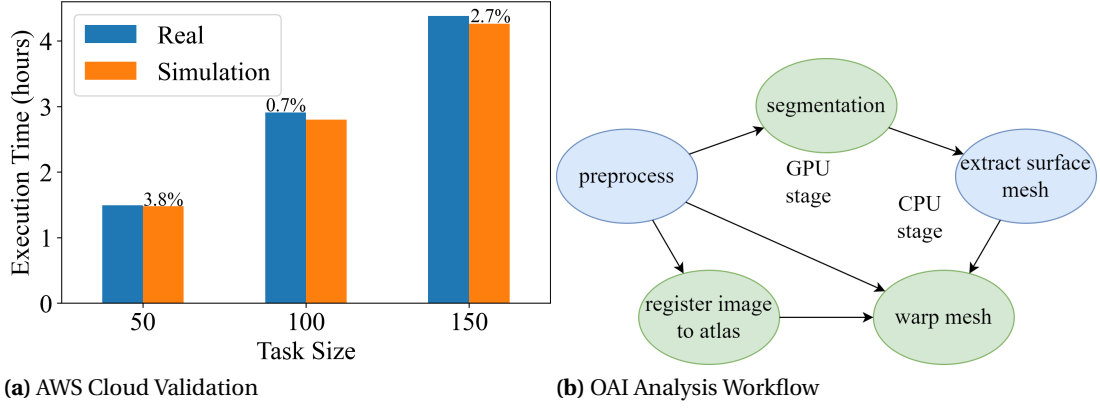 Execution Time (hours)
4
3
2
1
0
Real
Simulation
3.8%
0.7%
2.7%
50
100
150
Task Size
(a) AWS Cloud Validation
segmentation
preprocess
GPU
stage
extract surface
mesh
CPU
stage
register image
to atlas
warp mesh
(b) OAI Analysis Workflow